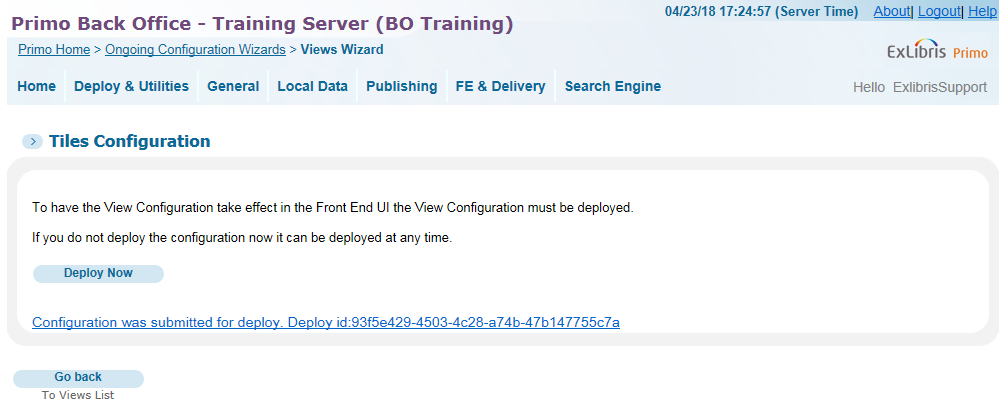 04/23/18 17:24:57 (Server Time) About| Logout| Help
Primo Back Office - Training Server (BO Training)
Primo Home > Ongoing Configuration Wizards > Views Wizard
ExLibris Primo
Home Deploy & Utilities General Local Data Publishing FE & Delivery Search Engine
Hello ExlibrisSupport
> Tiles Configuration
To have the View Configuration take effect in the Front End UI the View Configuration must be deployed.
If you do not deploy the configuration now it can be deployed at any time.
Deploy Now
Configuration was submitted for deploy. Deploy id:93f5e429-4503-4c28-a74b-47b147755c7a
Go back
To Views List